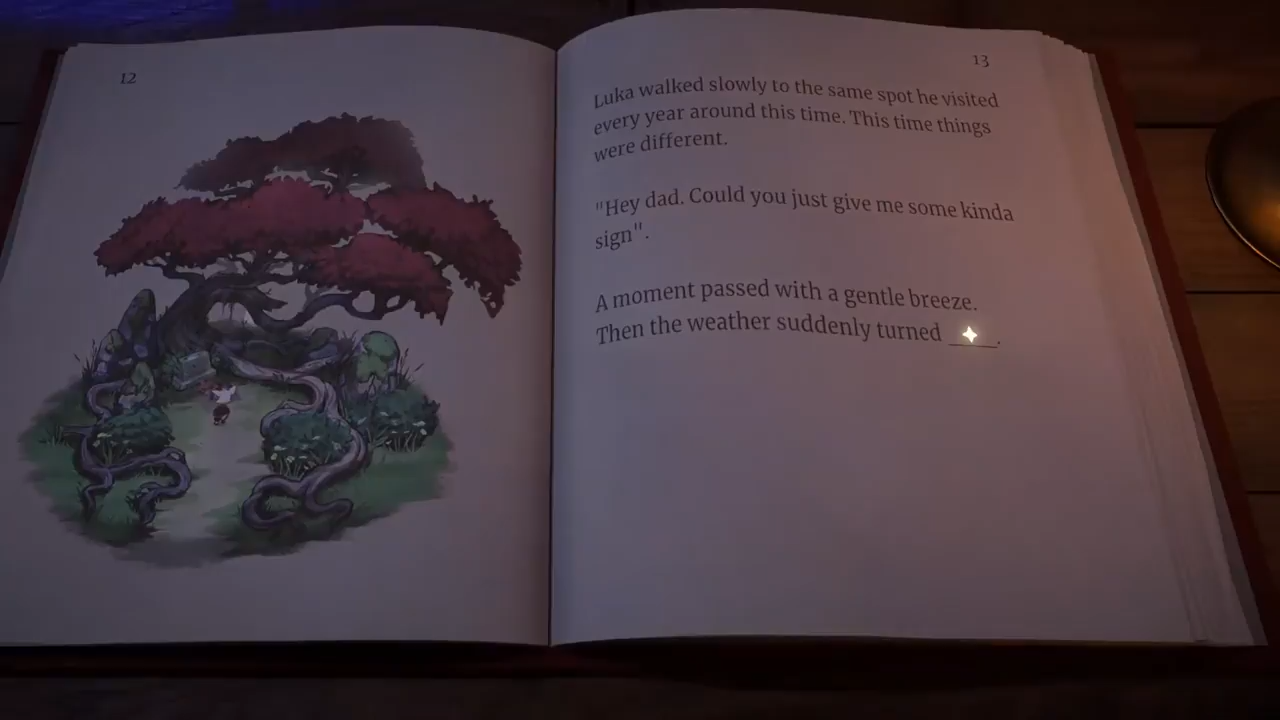 12
13
Luka walked slowly to the same spot he visited
every year around this time. This time things
were different.
"Hey dad. Could you just give me some kinda
sign".
A moment passed with a gentle breeze.
Then the weather suddenly turned ____.